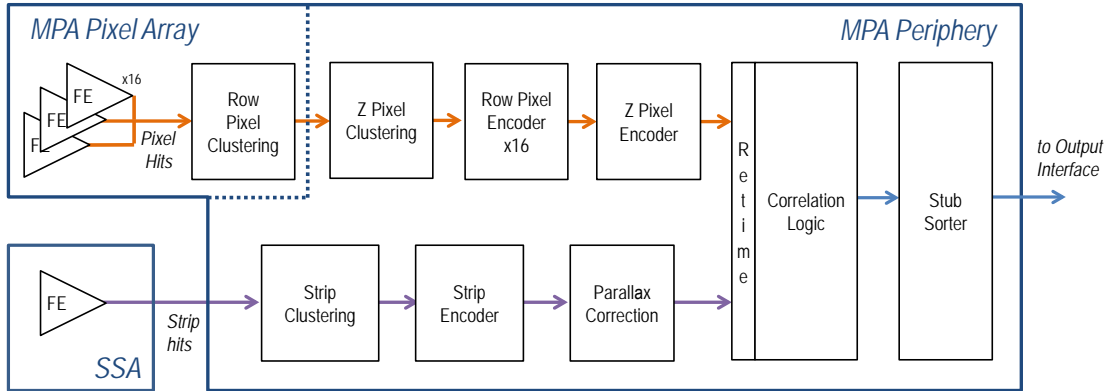 MPA Pixel Array
MPA Periphery
x16
FE
FE
FE
Pixel
Hits
Row
Pixel
Clustering
Z Pixel
Clustering
Row Pixel
Encoder
x16
Z Pixel
Encoder
Retime
Correlation
Logic
Stub
Sorter
to Output
Interface
FE
SSA
Strip
hits
Strip
Clustering
Strip
Encoder
Parallax
Correction